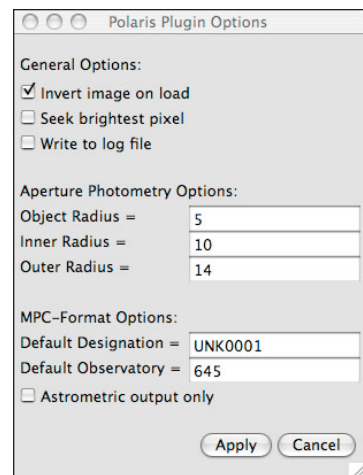 Polaris Plugin Options
General Options:
Invert image on load
Seek brightest pixel
Write to log file
Aperture Photometry Options:
Object Radius = 5
Inner Radius = 10
Outer Radius = 14
MPC-Format Options:
Default Designation = UNK0001
Default Observatory = 645
Astrometric output only
Apply Cancel